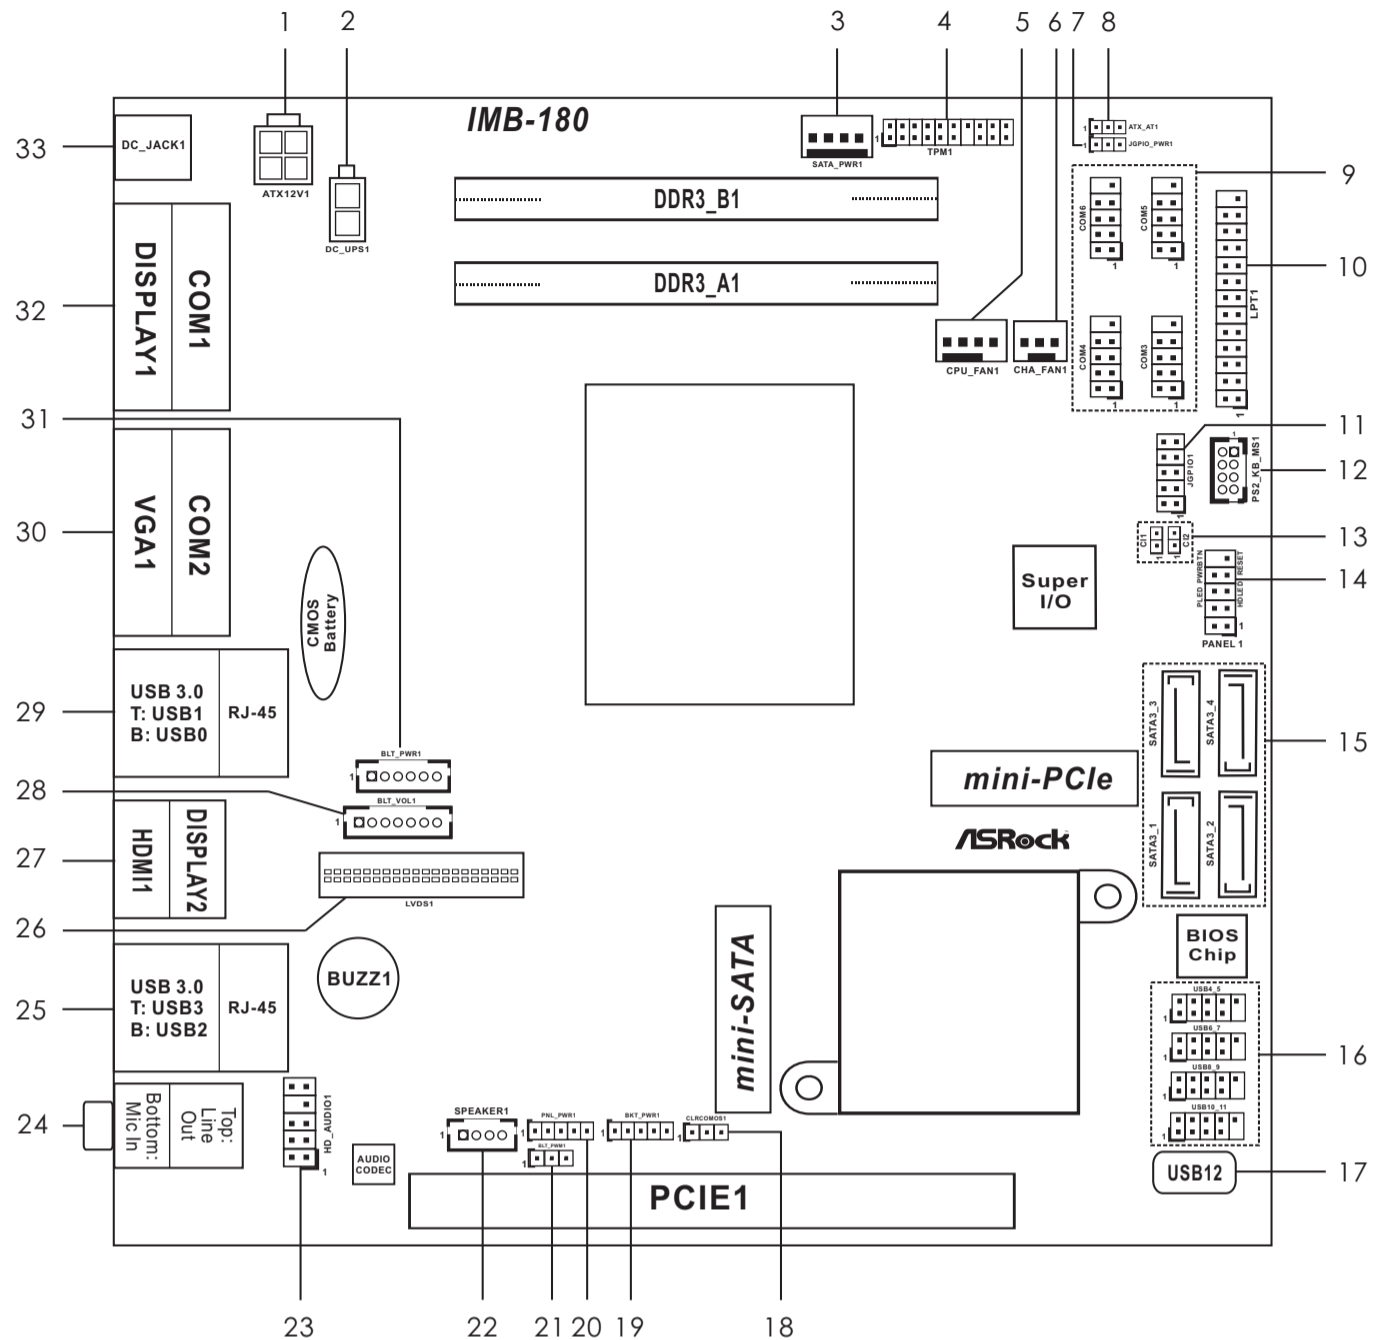 1 2 3 4 5 6 7 8
IMB-180
33
DC_JACK1
ATX12V1
DC_UPS1
SATA_PWR1
1
TPM1
1
ATX_AT1
1
JGPIO_PWR1
9
DDR3_B1
DDR3_A1
COM6
1
COM5
1
10
LPT1
1
32
DISPLAY1
COM1
CPU_FAN1
CHA_FAN1
COM4
1
COM3
1
31
11
JGPIO1
1
1
PS2_KB_MS1
12
30
VGA1
COM2
CMOS
Battery
CI1
1
CI2
1
13
Super
I/O
PLED PWRBTN
HDLED RESET
1
PANEL 1
14
29
USB 3.0
T: USB1
B: USB0
RJ-45
BLT_PWR1
1
SATA3_3
SATA3_4
15
mini-PCIe
28
BLT_VOL1
1
ASRock
SATA3_1
SATA3_2
27
HDMI1
DISPLAY2
LVDS1
26
BIOS
Chip
BUZZ1
mini-SATA
25
USB 3.0
T: USB3
B: USB2
RJ-45
USB4_5
1
USB6_7
1
USB8_9
1
USB10_11
1
16
24
Bottom:
Mic In
Top:
Line
Out
HD_AUDIO1
1
AUDIO
CODEC
SPEAKER1
1
PNL_PWR1
1
BLT_PWM1
1
BKT_PWR1
1
CLRCOMOS1
1
USB12
17
PCIE1
23 22 21 20 19 18